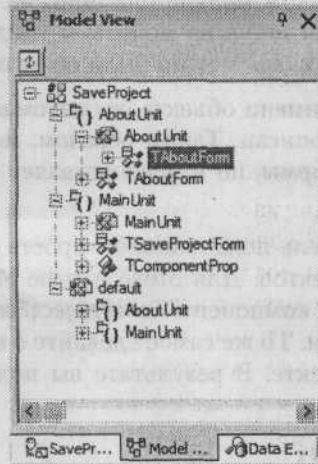 Model View
SaveProject
AboutUnit
AboutUnit
TAboutForm
TAboutForm
MainUnit
MainUnit
TSaveProjectForm
TComponentProp
default
AboutUnit
MainUnit
SavePr... Model ... Data E...